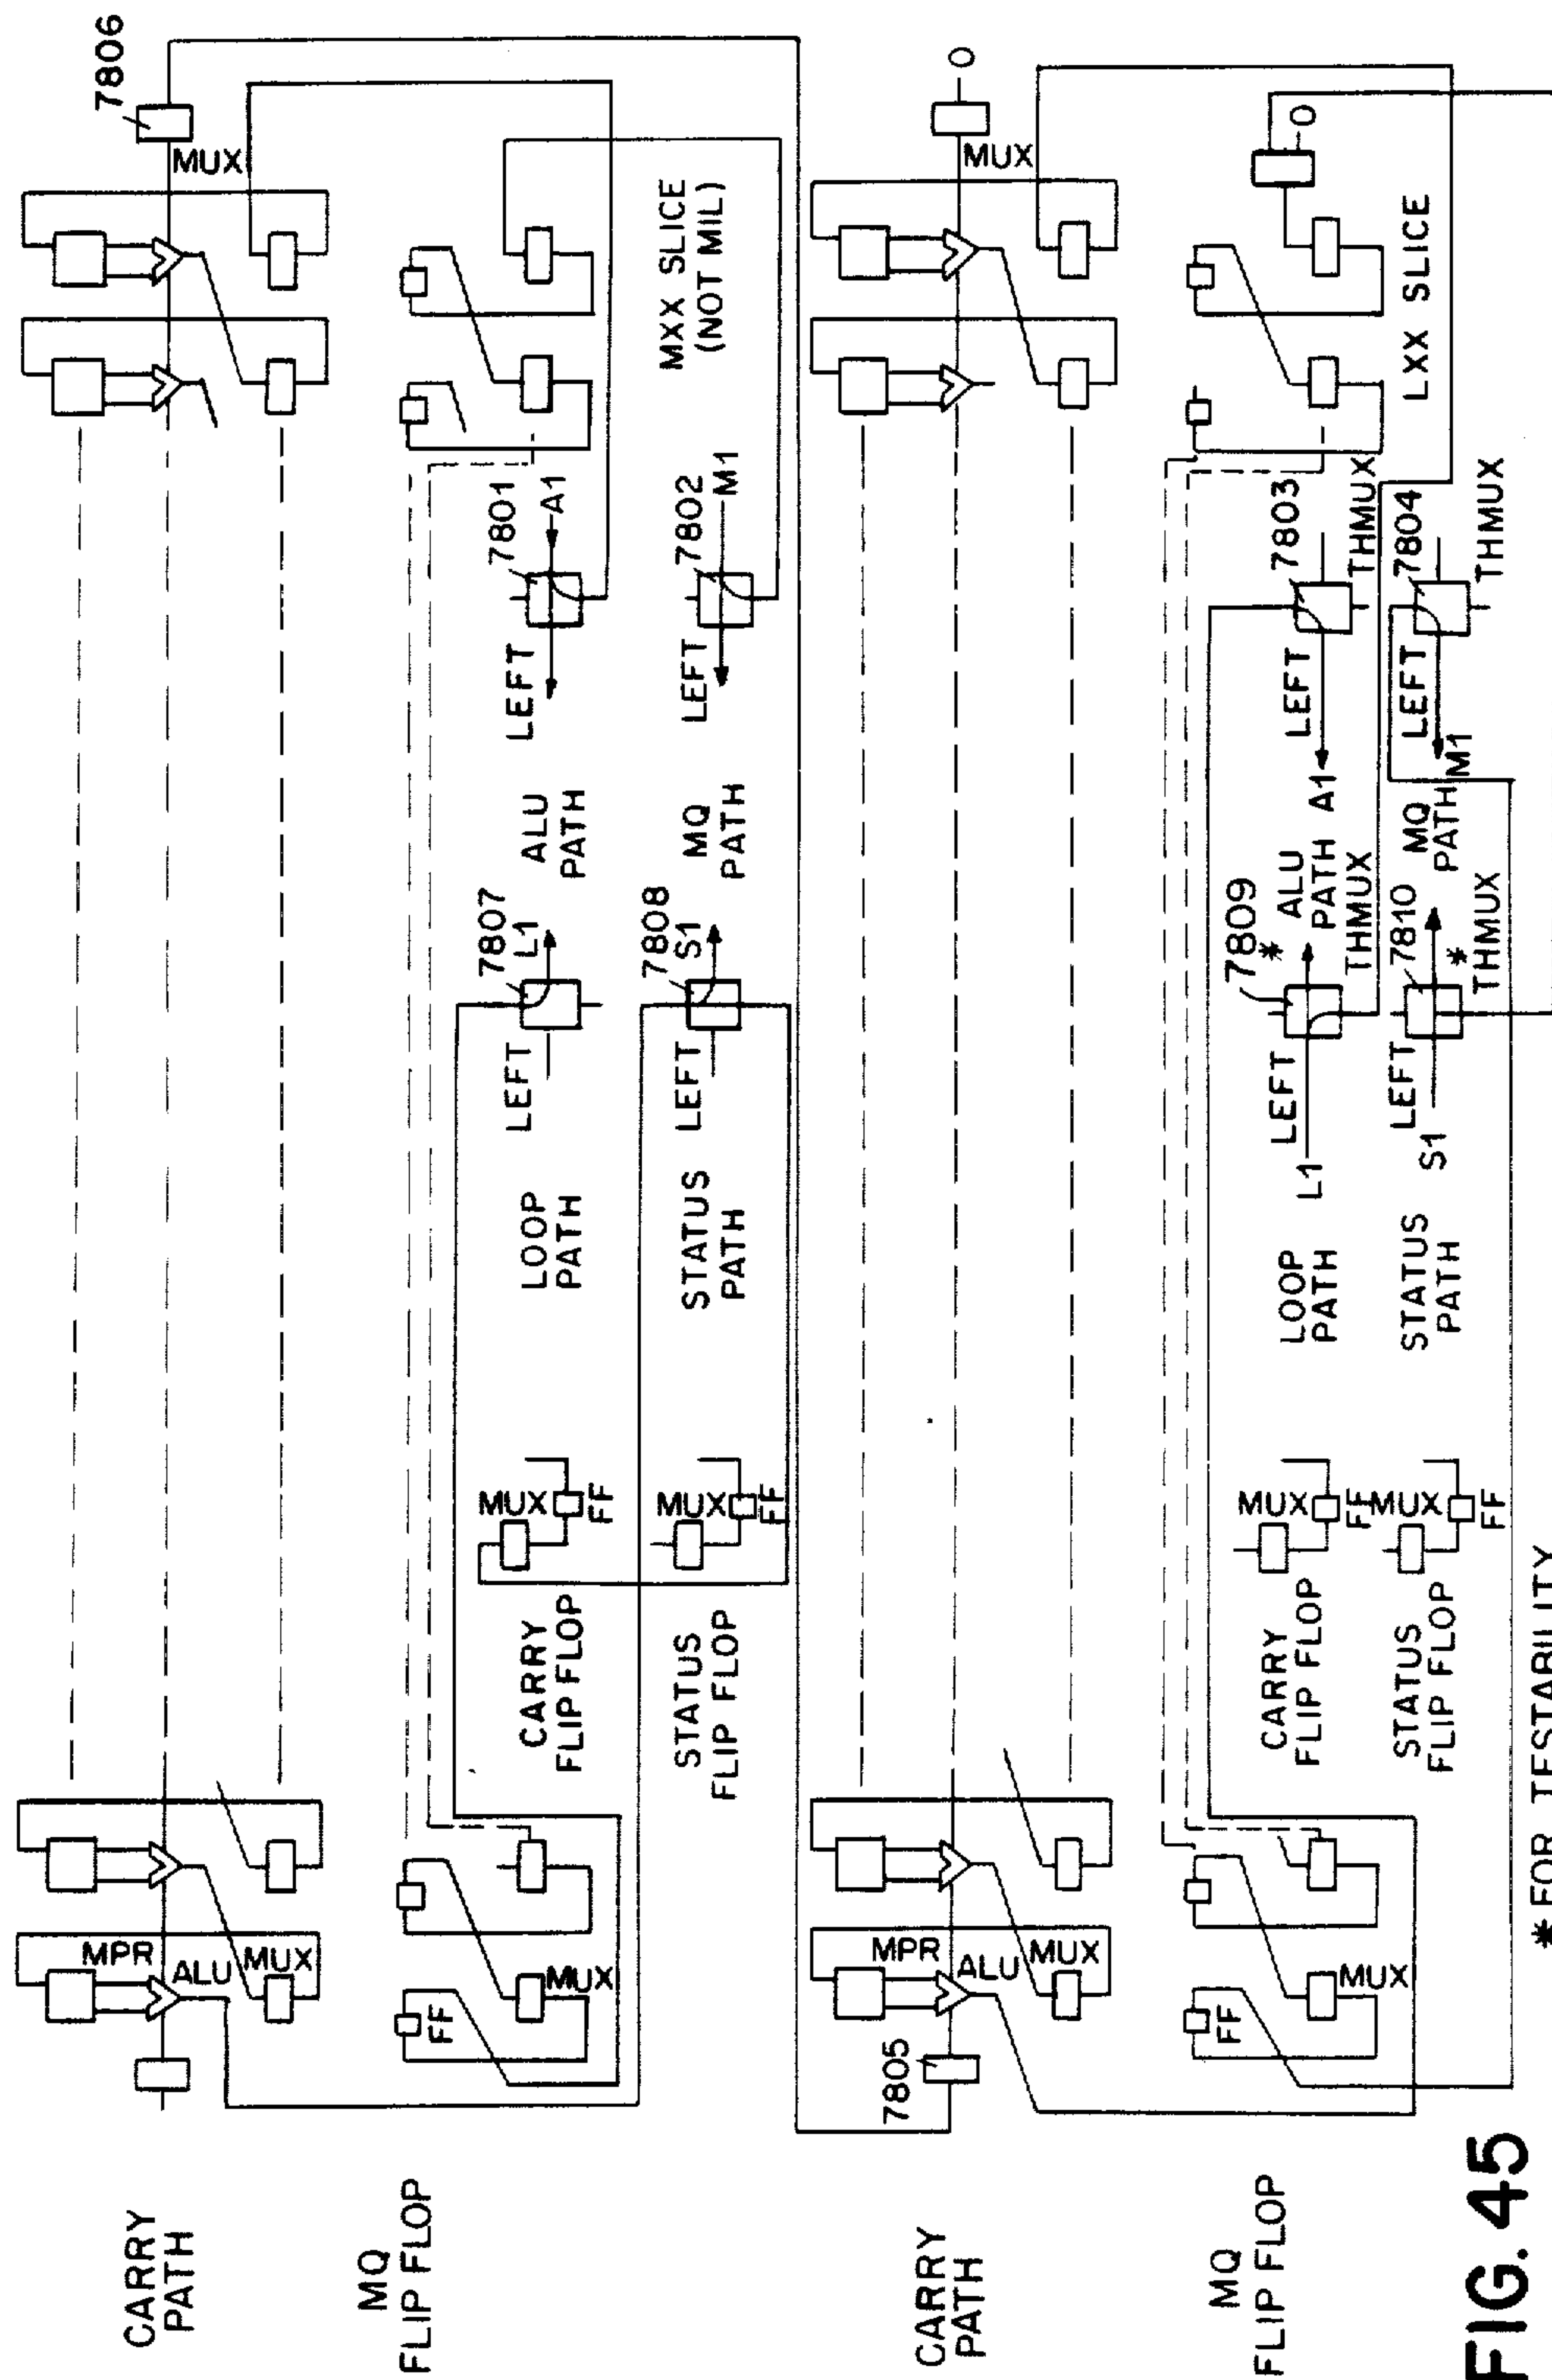 CARRY
PATH
MPR
ALU
MUX
MUX
7806
MQ
FLIP FLOP
FF
MUX
CARRY
FLIP FLOP
MUX
FF
LOOP
PATH
LEFT
7807
L1
ALU
PATH
LEFT
7801
A1
STATUS
FLIP FLOP
MUX
FF
STATUS
PATH
LEFT
7808
S1
MQ
PATH
LEFT
7802
M1
MXX SLICE
(NOT MIL)
CARRY
PATH
7805
MPR
ALU
MUX
MUX
0
MQ
FLIP FLOP
FF
MUX
CARRY
FLIP FLOP
MUX
FF
LOOP
PATH
L1
LEFT
7809
*
THMUX
ALU
PATH A1
LEFT
7803
THMUX
0
LXX SLICE
STATUS
FLIP FLOP
MUX
FF
STATUS
PATH
S1
LEFT
7810
*
THMUX
MQ
PATH
M1
LEFT
7804
THMUX
* FOR TESTABILITY
FIG. 45